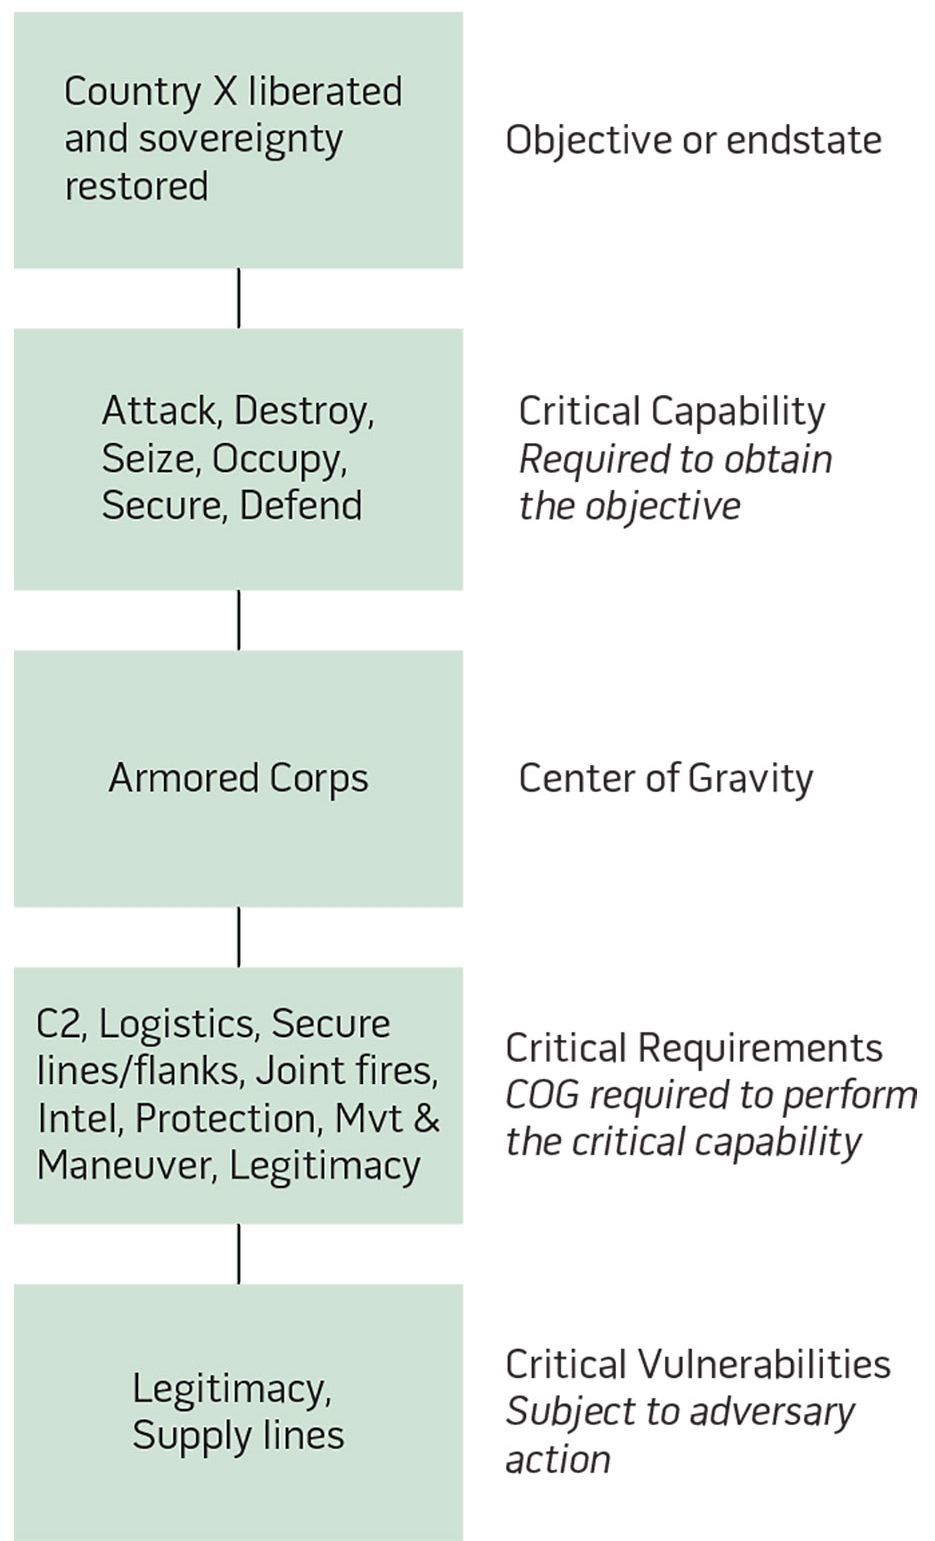 Country X liberated
and sovereignty
restored
Objective or endstate
Attack, Destroy,
Seize, Occupy,
Secure, Defend
Critical Capability
Required to obtain
the objective
Armored Corps
Center of Gravity
C2, Logistics, Secure
lines/flanks, Joint fires,
Intel, Protection, Mvt &
Maneuver, Legitimacy
Critical Requirements
COG required to perform
the critical capability
Legitimacy,
Supply lines
Critical Vulnerabilities
Subject to adversary
action